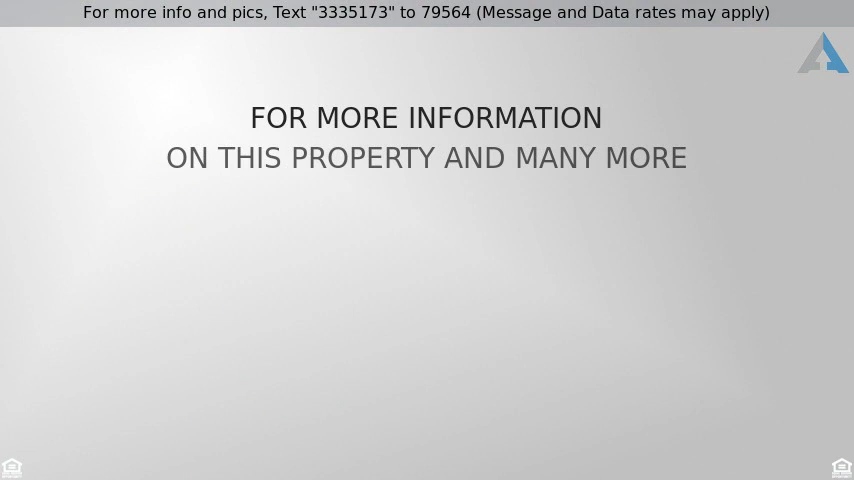 For more info and pics, Text "3335173" to 79564 (Message and Data rates may apply)
FOR MORE INFORMATION
ON THIS PROPERTY AND MANY MORE